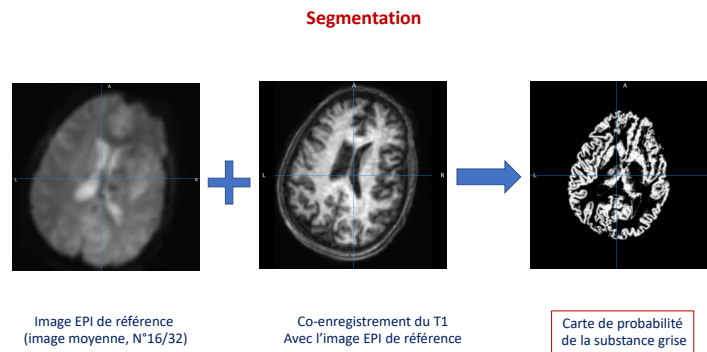 Segmentation
A
L
R
A
L
A
L
Image EPI de référence
(image moyenne, N°16/32)
Co-enregistrement du T1
Avec l'image EPI de référence
Carte de probabilité
de la substance grise